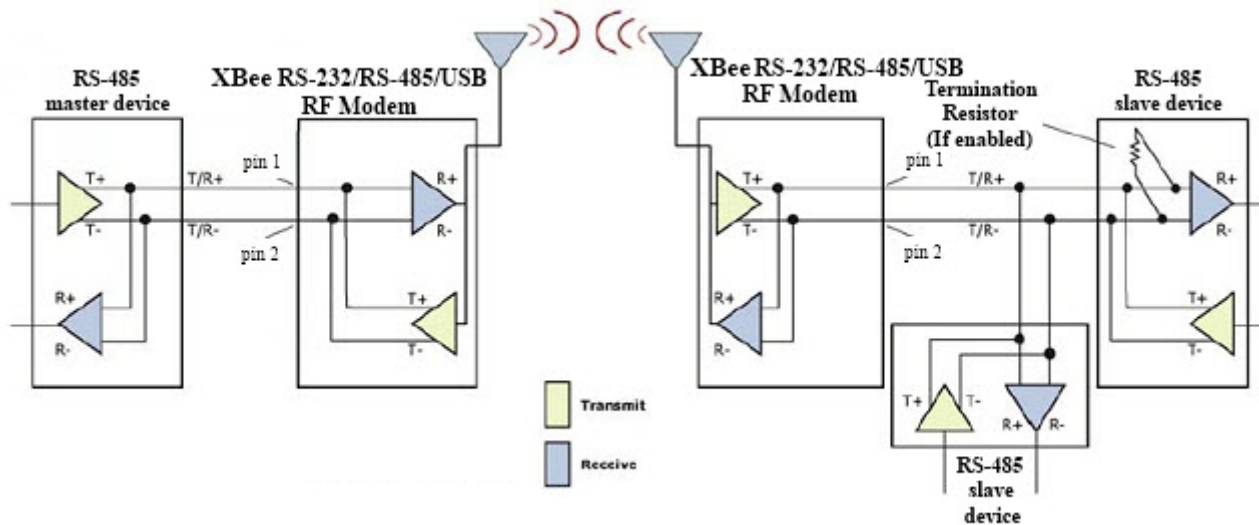 RS-485
master device
XBee RS-232/RS-485/USB
RF Modem
XBee RS-232/RS-485/USB
RF Modem
Termination
Resistor
(If enabled)
RS-485
slave device
T+
T-
R+
R-
T/R+
T/R-
pin 1
pin 2
R+
R-
T+
T-
T+
T-
R+
R-
pin 1
pin 2
T/R+
T/R-
R+
R-
T+
T-
T+
T-
R+
R-
RS-485
slave
device
Transmit
Receive